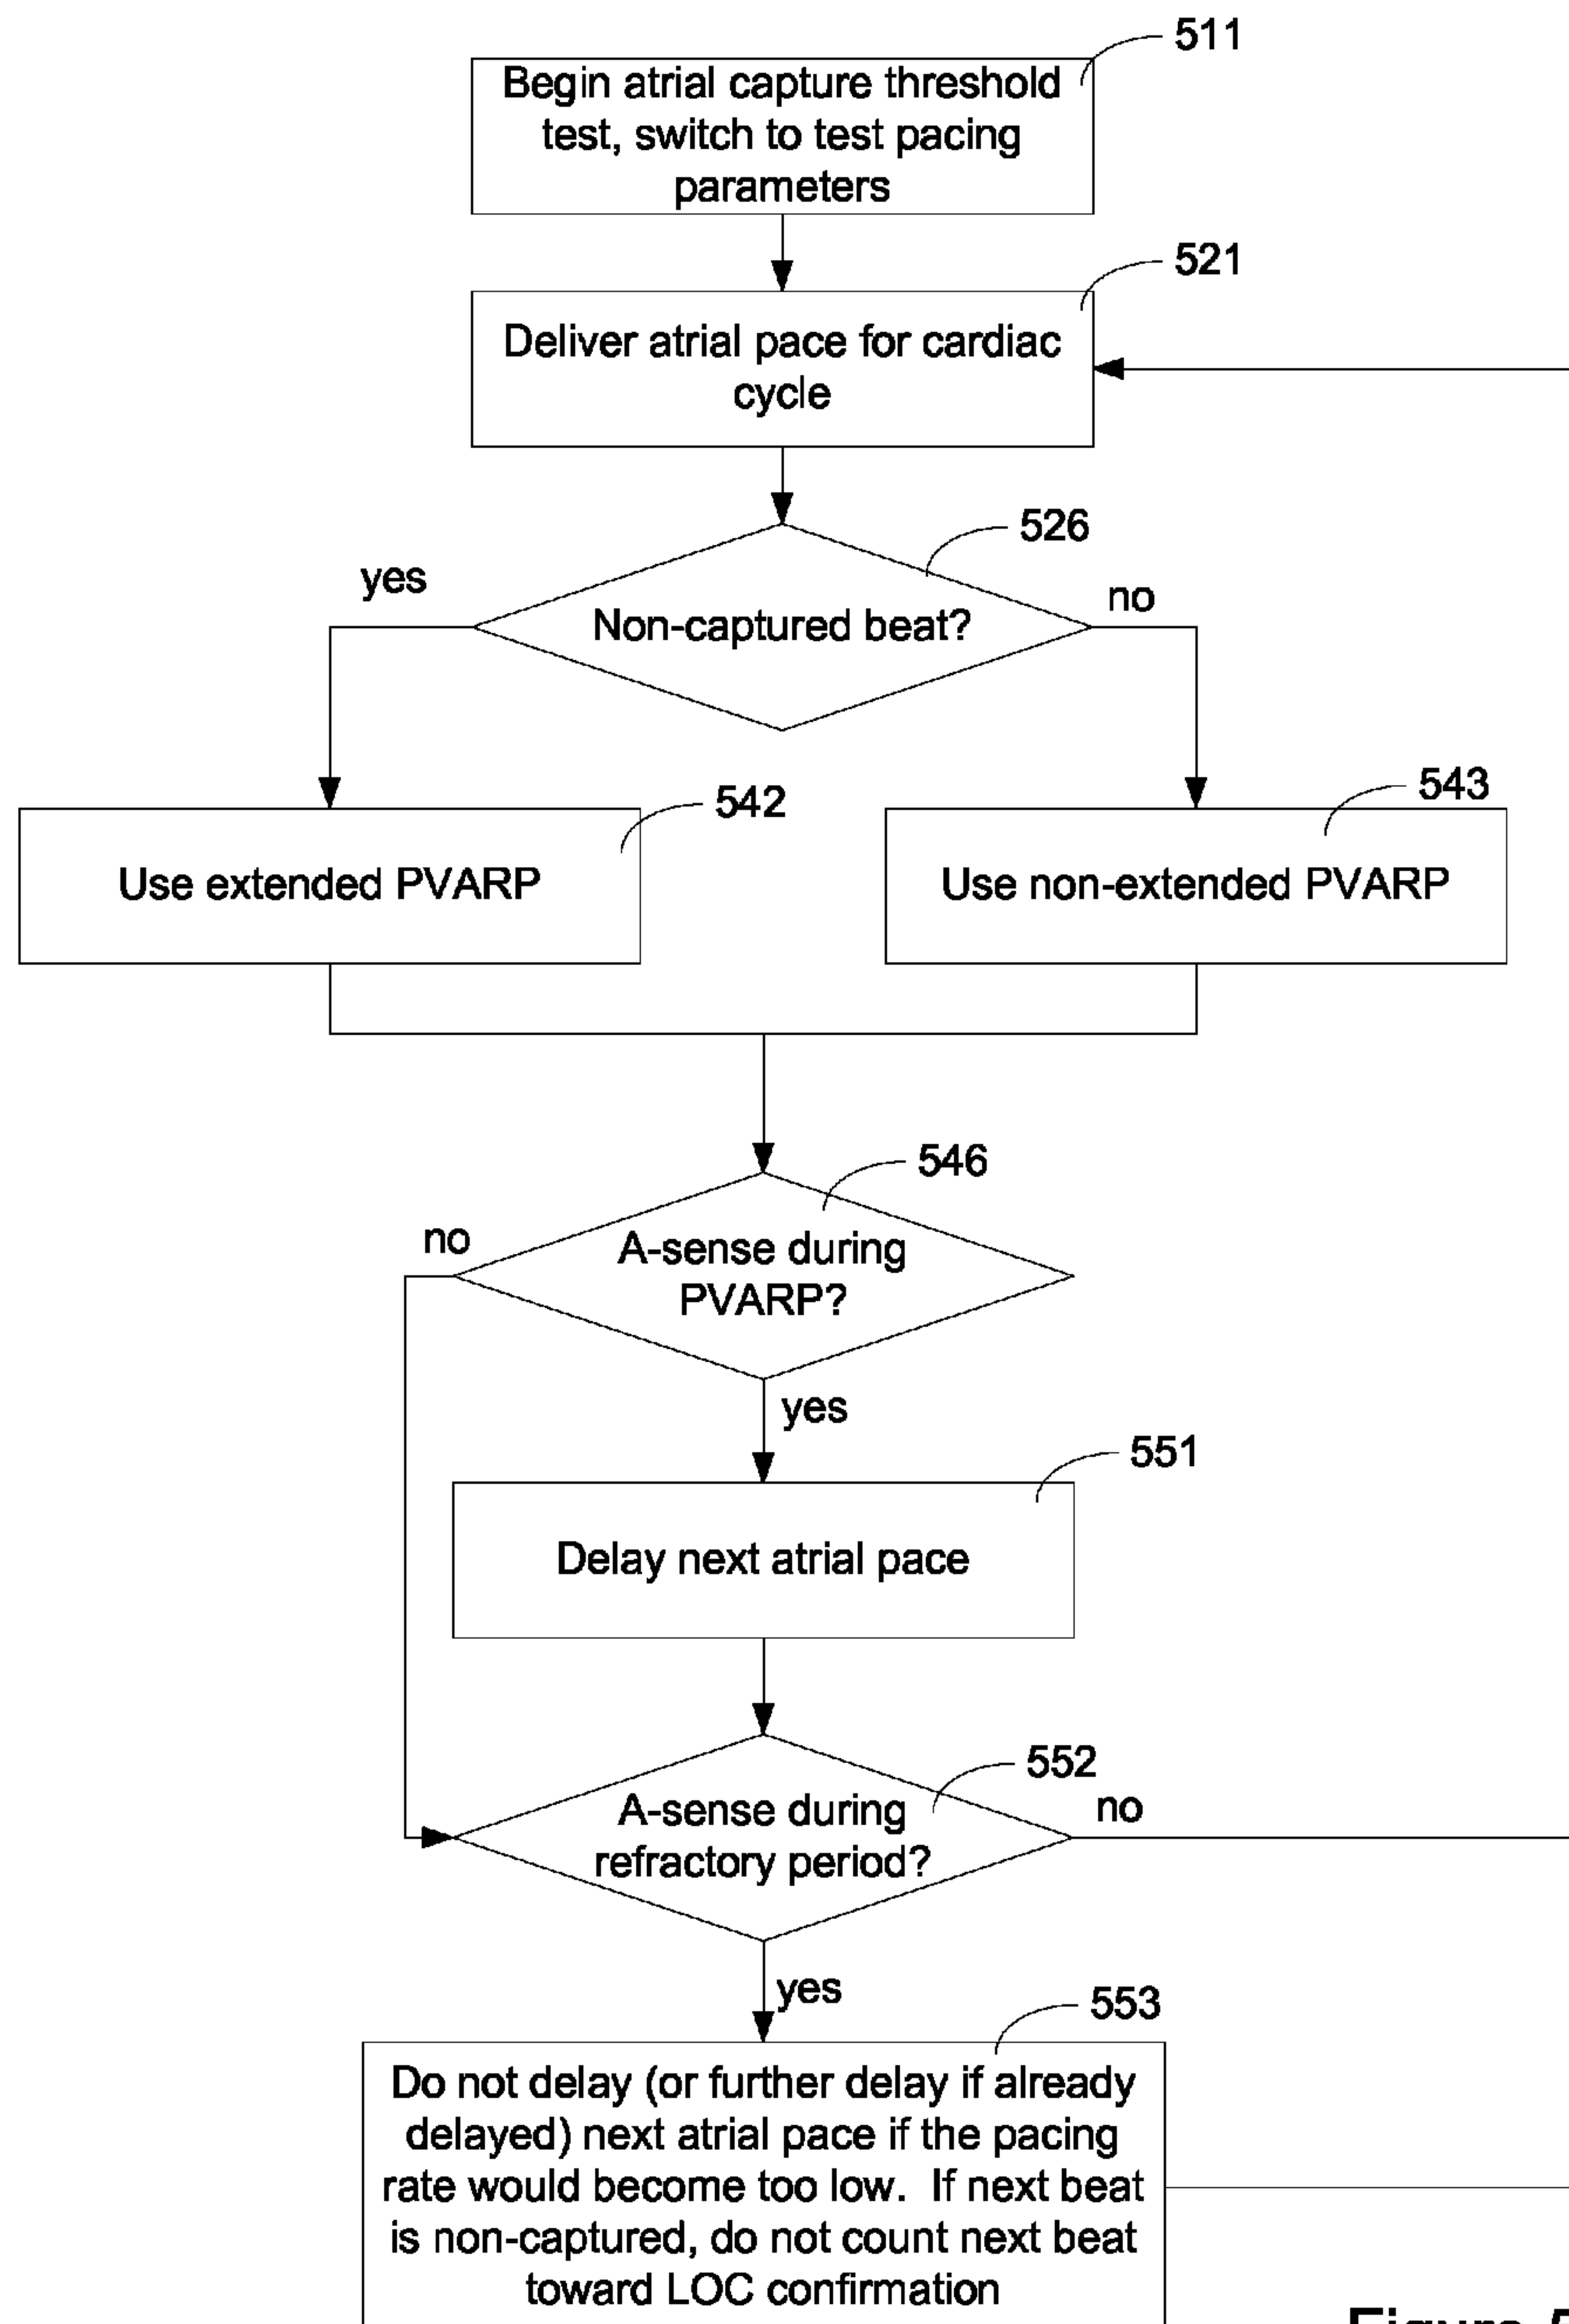 511
Begin atrial capture threshold
test, switch to test pacing
parameters
521
Deliver atrial pace for cardiac
cycle
526
yes
no
Non-captured beat?
542
543
Use extended PVARP
Use non-extended PVARP
546
no
A-sense during
PVARP?
yes
551
Delay next atrial pace
552
no
A-sense during
refractory period?
yes
553
Do not delay (or further delay if already
delayed) next atrial pace if the pacing
rate would become too low. If next beat
is non-captured, do not count next beat
toward LOC confirmation
Figure 5